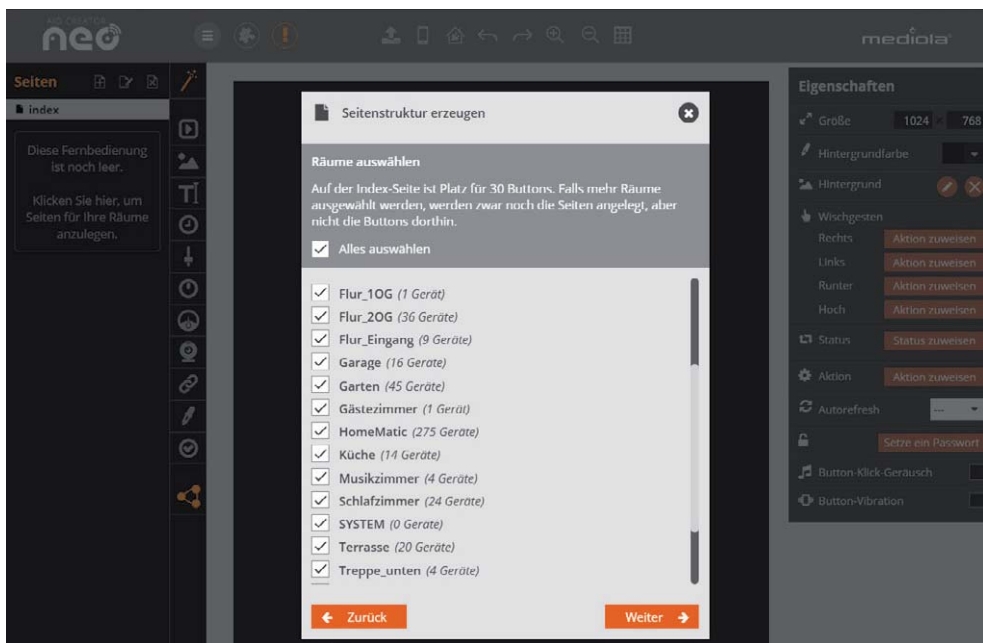 AIO CREATOR
neo
mediola
Seiten
index
Diese Fernbedienung
ist noch leer.
Klicken Sie hier, um
Seiten für Ihre Räume
anzulegen.
Seitenstruktur erzeugen
Räume auswählen
Auf der Index-Seite ist Platz für 30 Buttons. Falls mehr Räume
ausgewählt werden, werden zwar noch die Seiten angelegt, aber
nicht die Buttons dorthin.
Alles auswählen
Flur_1OG (1 Gerät)
Flur_2OG (36 Geräte)
Flur_Eingang (9 Geräte)
Garage (16 Geräte)
Garten (45 Geräte)
Gästezimmer (1 Gerät)
HomeMatic (275 Geräte)
Küche (14 Geräte)
Musikzimmer (4 Geräte)
Schlafzimmer (24 Geräte)
SYSTEM (0 Geräte)
Terrasse (20 Geräte)
Treppe_unten (4 Geräte)
Zurück
Weiter
Eigenschaften
Größe 1024 x 768
Hintergrundfarbe
Hintergrund
Wischgesten
Rechts Aktion zuweisen
Links Aktion zuweisen
Runter Aktion zuweisen
Hoch Aktion zuweisen
Status Status zuweisen
Aktion Aktion zuweisen
Autorefresh ---
Setze ein Passwort
Button-Klick-Geräusch
Button-Vibration